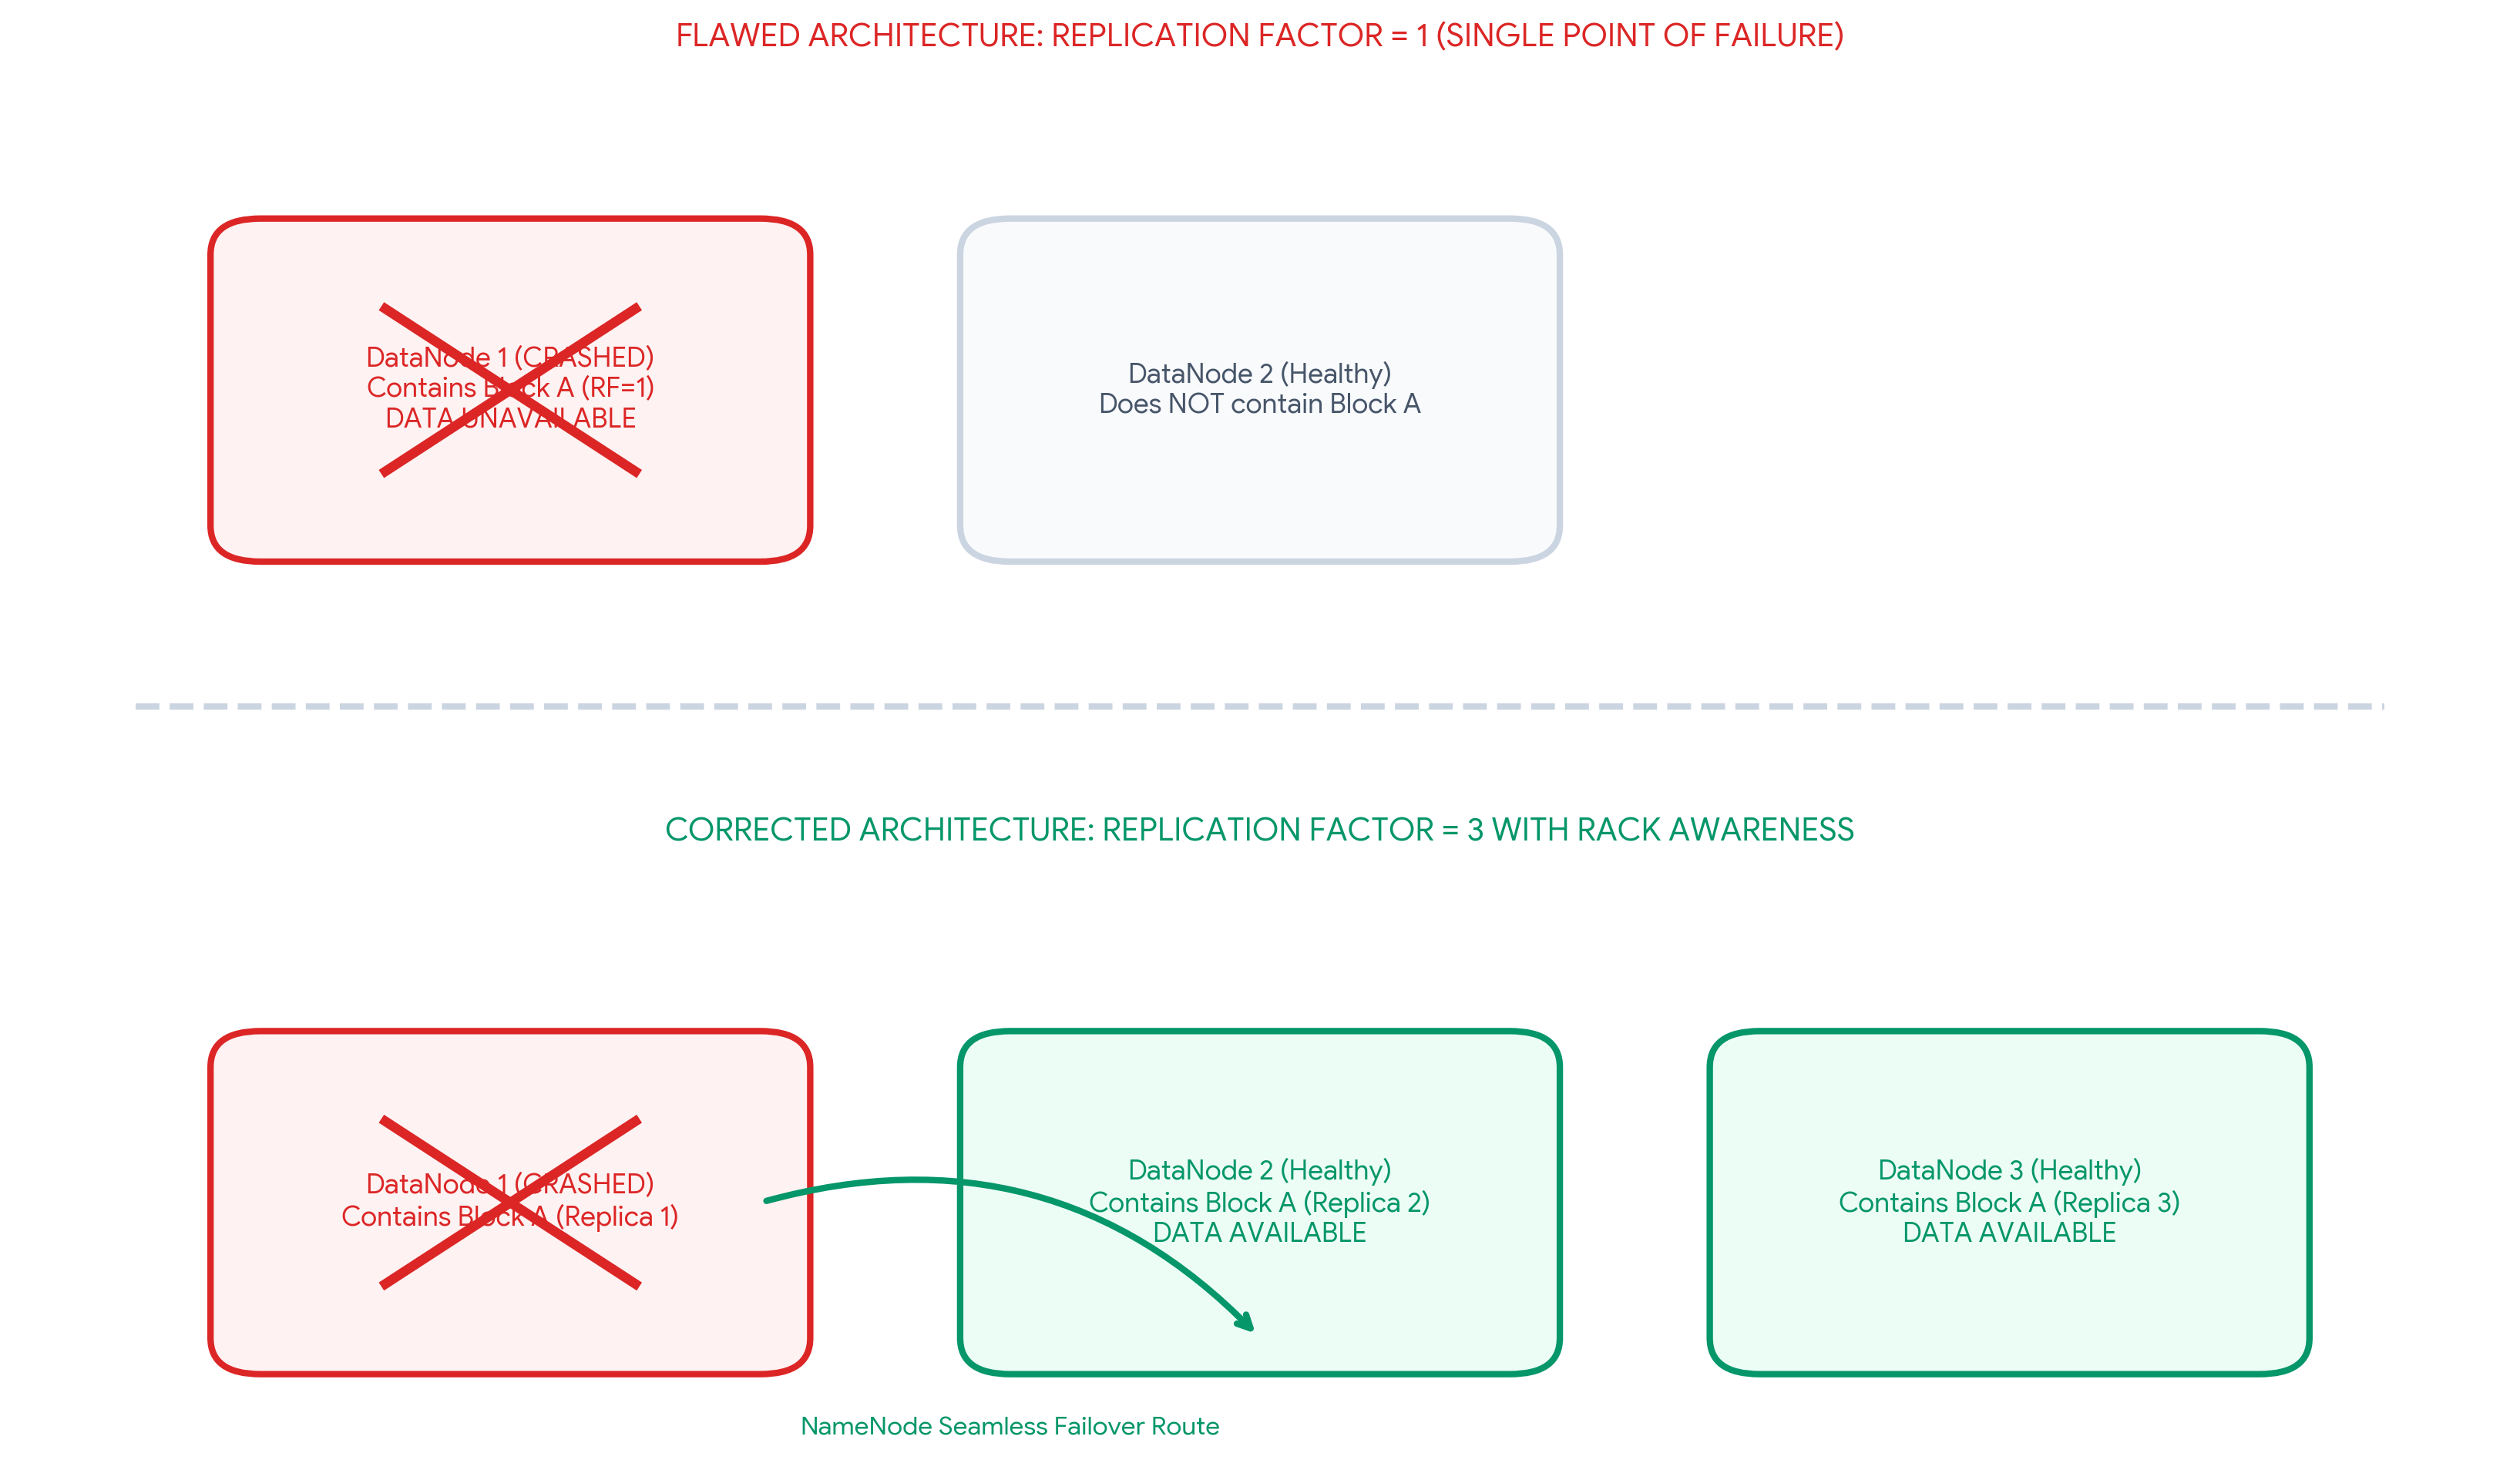 FLAWED ARCHITECTURE: REPLICATION FACTOR = 1 (SINGLE POINT OF FAILURE)
DataNode 1 (CRASHED)
Contains Block A (RF=1)
DATA UNAVAILABLE
DataNode 2 (Healthy)
Does NOT contain Block A
CORRECTED ARCHITECTURE: REPLICATION FACTOR = 3 WITH RACK AWARENESS
DataNode 1 (CRASHED)
Contains Block A (Replica 1)
DataNode 2 (Healthy)
Contains Block A (Replica 2)
DATA AVAILABLE
DataNode 3 (Healthy)
Contains Block A (Replica 3)
DATA AVAILABLE
NameNode Seamless Failover Route